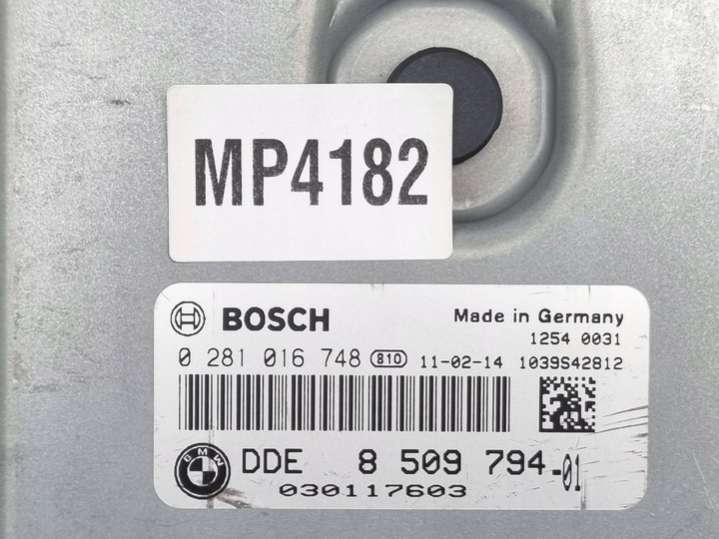 MP4182
BOSCH
Made in Germany
1254 0031
0 281 016 748 810 11-02-14 1039S42812
BMW DDE 8 509 794-01
030117603